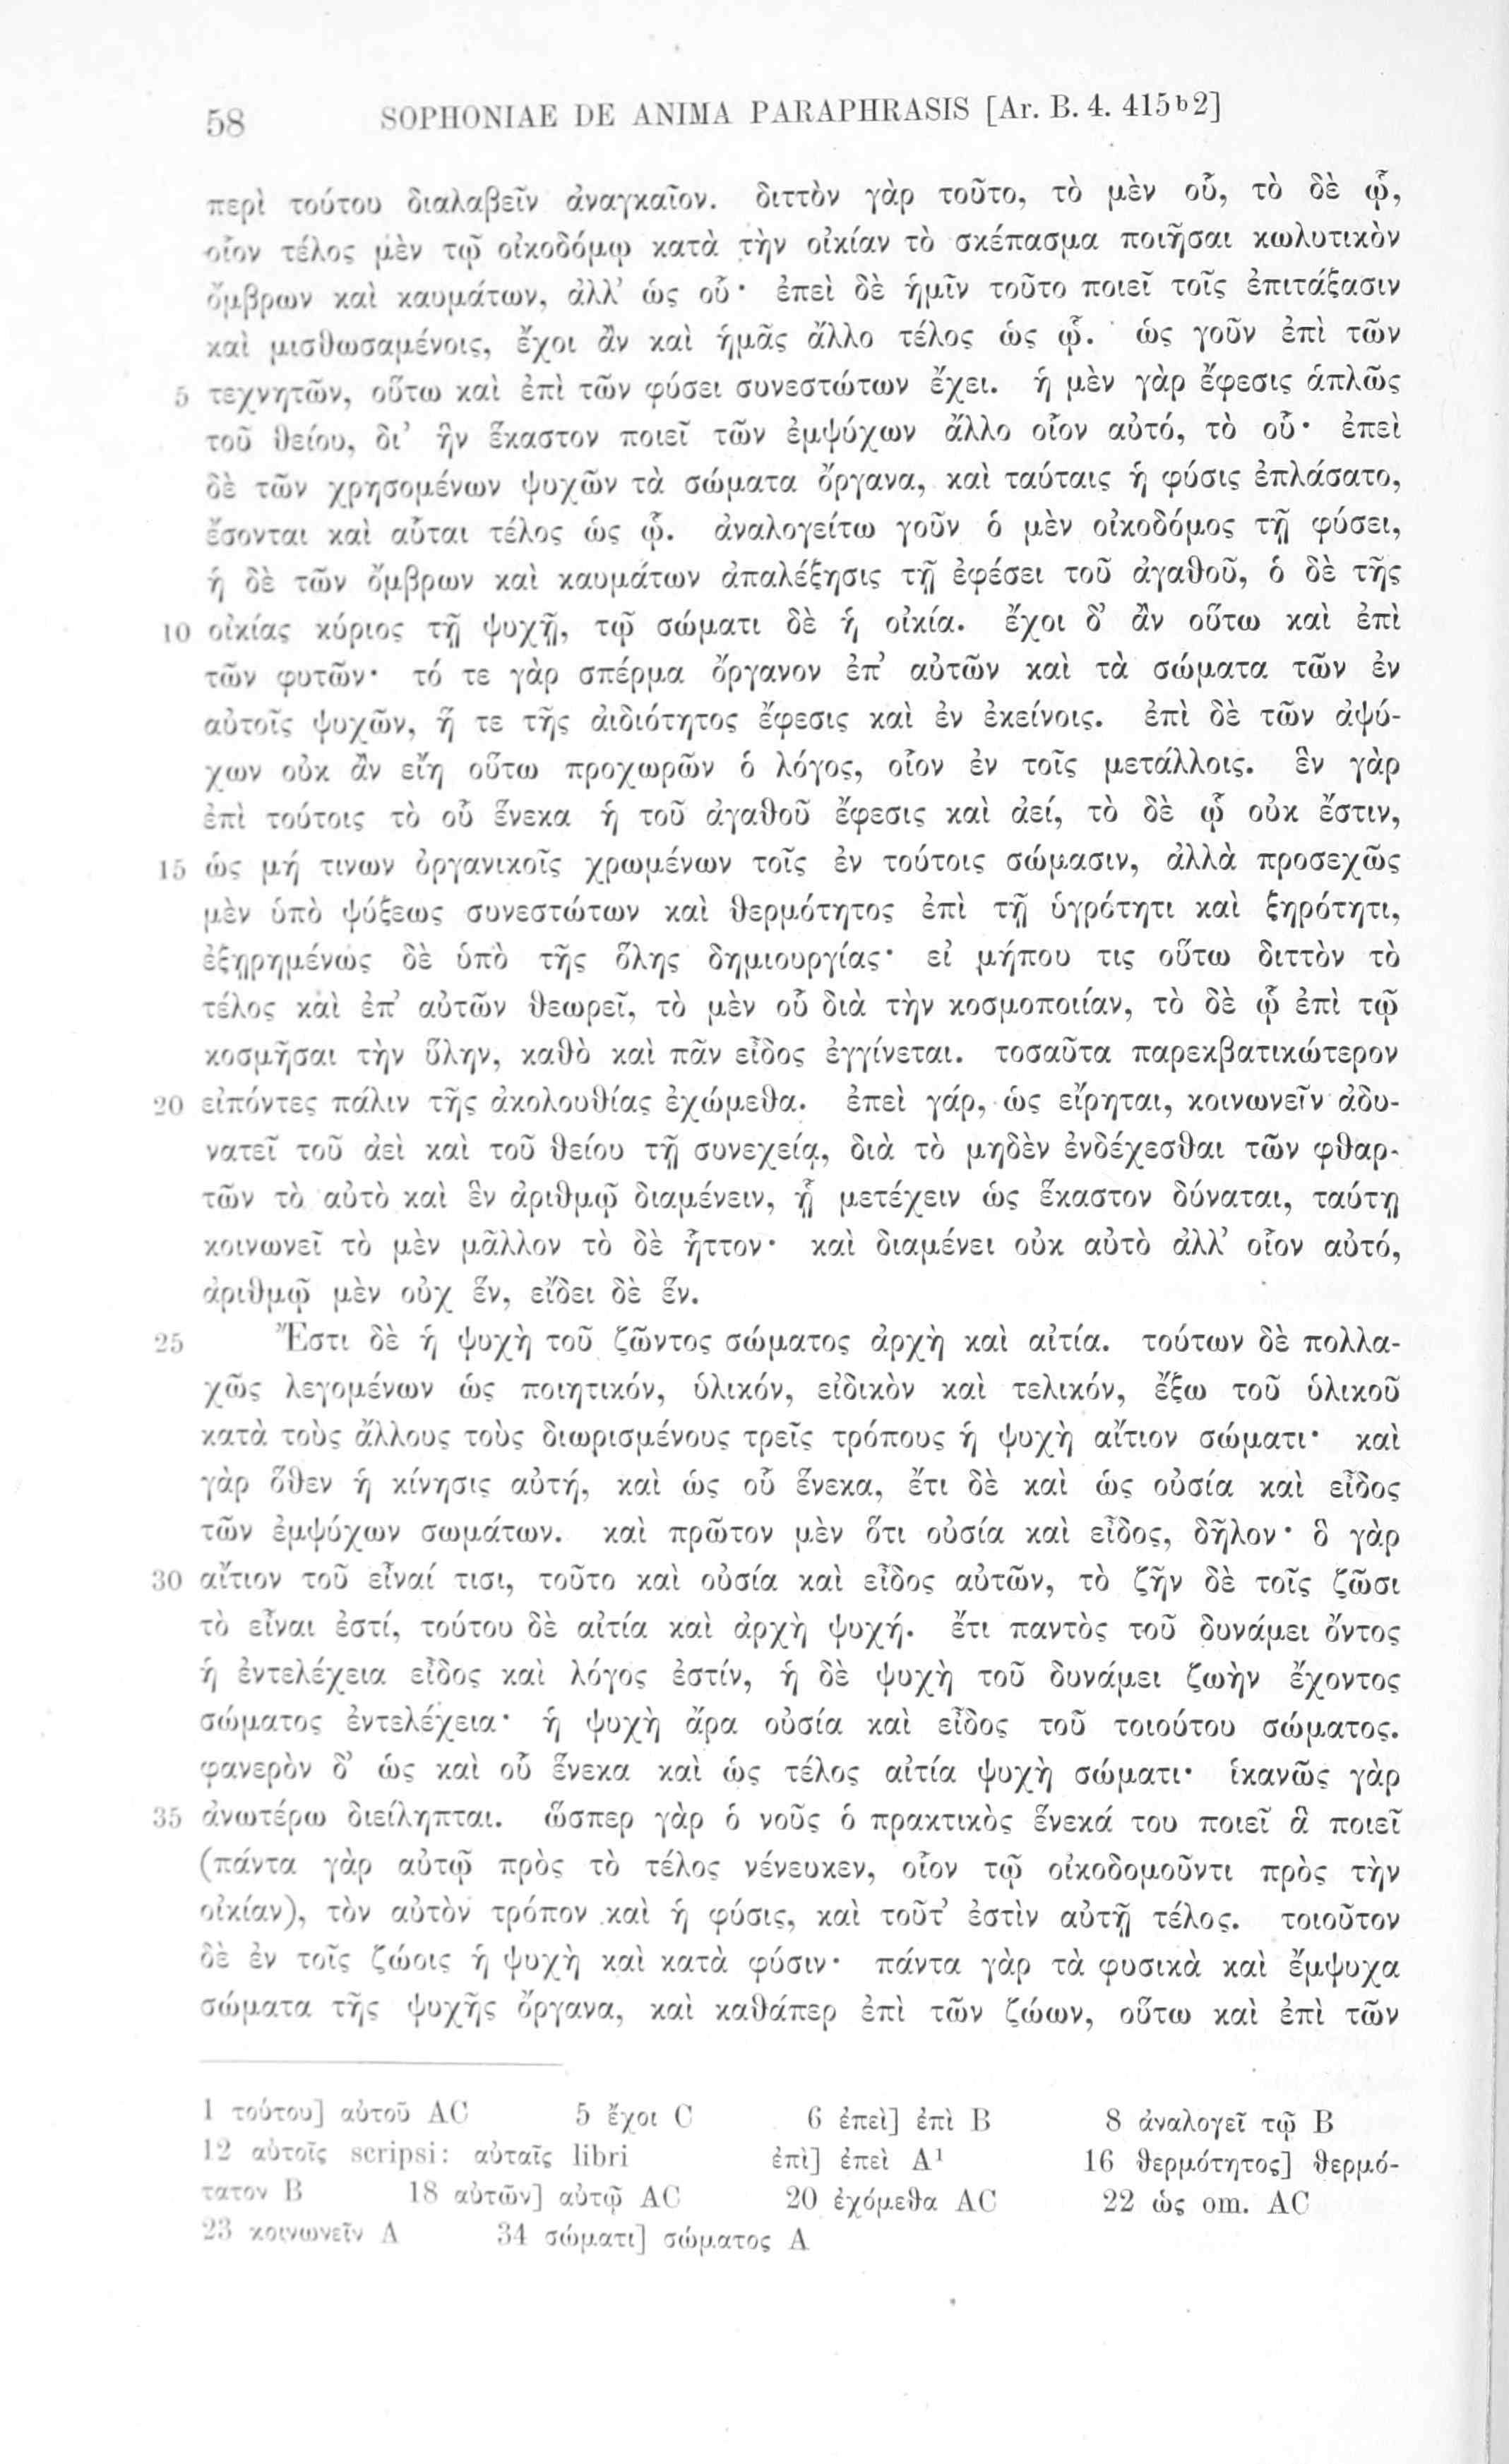 58 SOPHONIAE DE ANIMA PARAPHRASIS [Ar. B. 4. 415ᵇ2]
περὶ τούτου διαλαβεῖν ἀναγκαῖον. διττὸν γὰρ τοῦτο, τὸ μὲν οὗ, τὸ δὲ ᾧ,
οἷον τέλος μὲν τῷ οἰκοδόμῳ κατὰ τὴν οἰκίαν τὸ σκέπασμα ποιῆσαι κωλυτικὸν
ὄμβρων καὶ καυμάτων, ἀλλ’ ὡς οὗ· ἐπεὶ δὲ ἡμῖν τοῦτο ποιεῖ τοῖς ἐπιτάξασιν
καὶ μισθωσαμένοις, ἔχοι ἂν καὶ ἡμᾶς ἄλλο τέλος ὡς ᾧ. ὡς γοῦν ἐπὶ τῶν
5 τεχνητῶν, οὕτω καὶ ἐπὶ τῶν φύσει συνεστώτων ἔχει. ἡ μὲν γὰρ ἔφεσις ἁπλῶς
τοῦ θείου, δι’ ἣν ἕκαστον ποιεῖ τῶν ἐμψύχων ἄλλο οἷον αὐτό, τὸ οὗ· ἐπεὶ
δὲ τῶν χρησομένων ψυχῶν τὰ σώματα ὄργανα, καὶ ταύταις ἡ φύσις ἐπλάσατο,
ἔσονται καὶ αὗται τέλος ὡς ᾧ. ἀναλογείτω γοῦν ὁ μὲν οἰκοδόμος τῇ φύσει,
ἡ δὲ τῶν ὄμβρων καὶ καυμάτων ἀπαλέξησις τῇ ἐφέσει τοῦ ἀγαθοῦ, ὁ δὲ τῆς
10 οἰκίας κύριος τῇ ψυχῇ, τῷ σώματι δὲ ἡ οἰκία. ἔχοι δ’ ἂν οὕτω καὶ ἐπὶ
τῶν φυτῶν· τό τε γὰρ σπέρμα ὄργανον ἐπ’ αὐτῶν καὶ τὰ σώματα τῶν ἐν
αὐτοῖς ψυχῶν, ἥ τε τῆς ἀιδιότητος ἔφεσις καὶ ἐν ἐκείνοις. ἐπὶ δὲ τῶν ἀψύ-
χων οὐκ ἂν εἴη οὕτω προχωρῶν ὁ λόγος, οἷον ἐν τοῖς μετάλλοις. ἓν γὰρ
ἐπὶ τούτοις τὸ οὗ ἕνεκα ἡ τοῦ ἀγαθοῦ ἔφεσις καὶ ἀεί, τὸ δὲ ᾧ οὐκ ἔστιν,
15 ὡς μή τινων ὀργανικοῖς χρωμένων τοῖς ἐν τούτοις σώμασιν, ἀλλὰ προσεχῶς
μὲν ὑπὸ ψύξεως συνεστώτων καὶ θερμότητος ἐπὶ τῇ ὑγρότητι καὶ ξηρότητι,
ἐξῃρημένως δὲ ὑπὸ τῆς ὅλης δημιουργίας· εἰ μήπου τις οὕτω διττὸν τὸ
τέλος καὶ ἐπ’ αὐτῶν θεωρεῖ, τὸ μὲν οὗ διὰ τὴν κοσμοποιίαν, τὸ δὲ ᾧ ἐπὶ τῷ
κοσμῆσαι τὴν ὕλην, καθὸ καὶ πᾶν εἶδος ἐγγίνεται. τοσαῦτα παρεκβατικώτερον
20 εἰπόντες πάλιν τῆς ἀκολουθίας ἐχώμεθα. ἐπεὶ γάρ, ὡς εἴρηται, κοινωνεῖν ἀδυ-
νατεῖ τοῦ ἀεὶ καὶ τοῦ θείου τῇ συνεχείᾳ, διὰ τὸ μηδὲν ἐνδέχεσθαι τῶν φθαρ-
τῶν τὸ αὐτὸ καὶ ἓν ἀριθμῷ διαμένειν, ᾗ μετέχειν ὡς ἕκαστον δύναται, ταύτῃ
κοινωνεῖ τὸ μὲν μᾶλλον τὸ δὲ ἧττον· καὶ διαμένει οὐκ αὐτὸ ἀλλ’ οἷον αὐτό,
ἀριθμῷ μὲν οὐχ ἕν, εἴδει δὲ ἕν.
25 Ἔστι δὲ ἡ ψυχὴ τοῦ ζῶντος σώματος ἀρχὴ καὶ αἰτία. τούτων δὲ πολλα-
χῶς λεγομένων ὡς ποιητικόν, ὑλικόν, εἰδικὸν καὶ τελικόν, ἔξω τοῦ ὑλικοῦ
κατὰ τοὺς ἄλλους τοὺς διωρισμένους τρεῖς τρόπους ἡ ψυχὴ αἴτιον σώματι· καὶ
γὰρ ὅθεν ἡ κίνησις αὐτή, καὶ ὡς οὗ ἕνεκα, ἔτι δὲ καὶ ὡς οὐσία καὶ εἶδος
τῶν ἐμψύχων σωμάτων. καὶ πρῶτον μὲν ὅτι οὐσία καὶ εἶδος, δῆλον· ὃ γὰρ
30 αἴτιον τοῦ εἶναί τισι, τοῦτο καὶ οὐσία καὶ εἶδος αὐτῶν, τὸ ζῆν δὲ τοῖς ζῶσι
τὸ εἶναι ἐστί, τούτου δὲ αἰτία καὶ ἀρχὴ ψυχή. ἔτι παντὸς τοῦ δυνάμει ὄντος
ἡ ἐντελέχεια εἶδος καὶ λόγος ἐστίν, ἡ δὲ ψυχὴ τοῦ δυνάμει ζωὴν ἔχοντος
σώματος ἐντελέχεια· ἡ ψυχὴ ἄρα οὐσία καὶ εἶδος τοῦ τοιούτου σώματος.
φανερὸν δ’ ὡς καὶ οὗ ἕνεκα καὶ ὡς τέλος αἰτία ψυχὴ σώματι· ἱκανῶς γὰρ
35 ἀνωτέρω διείληπται. ὥσπερ γὰρ ὁ νοῦς ὁ πρακτικὸς ἕνεκά του ποιεῖ ἃ ποιεῖ
(πάντα γὰρ αὐτῷ πρὸς τὸ τέλος νένευκεν, οἷον τῷ οἰκοδομοῦντι πρὸς τὴν
οἰκίαν), τὸν αὐτὸν τρόπον καὶ ἡ φύσις, καὶ τοῦτ’ ἐστὶν αὐτῇ τέλος. τοιοῦτον
δὲ ἐν τοῖς ζώοις ἡ ψυχὴ καὶ κατὰ φύσιν· πάντα γὰρ τὰ φυσικὰ καὶ ἔμψυχα
σώματα τῆς ψυχῆς ὄργανα, καὶ καθάπερ ἐπὶ τῶν ζώων, οὕτω καὶ ἐπὶ τῶν
1 τούτου] αὐτοῦ AC 5 ἔχοι C 6 ἐπεὶ] ἐπὶ B 8 ἀναλογεῖ τῷ B
12 αὐτοῖς scripsi: αὐταῖς libri ἐπὶ] ἐπεὶ A¹ 16 θερμότητος] θερμό-
τατον B 18 αὐτῶν] αὐτῷ AC 20 ἐχόμεθα AC 22 ὡς om. AC
23 κοινωνεῖν A 34 σώματι] σώματος A